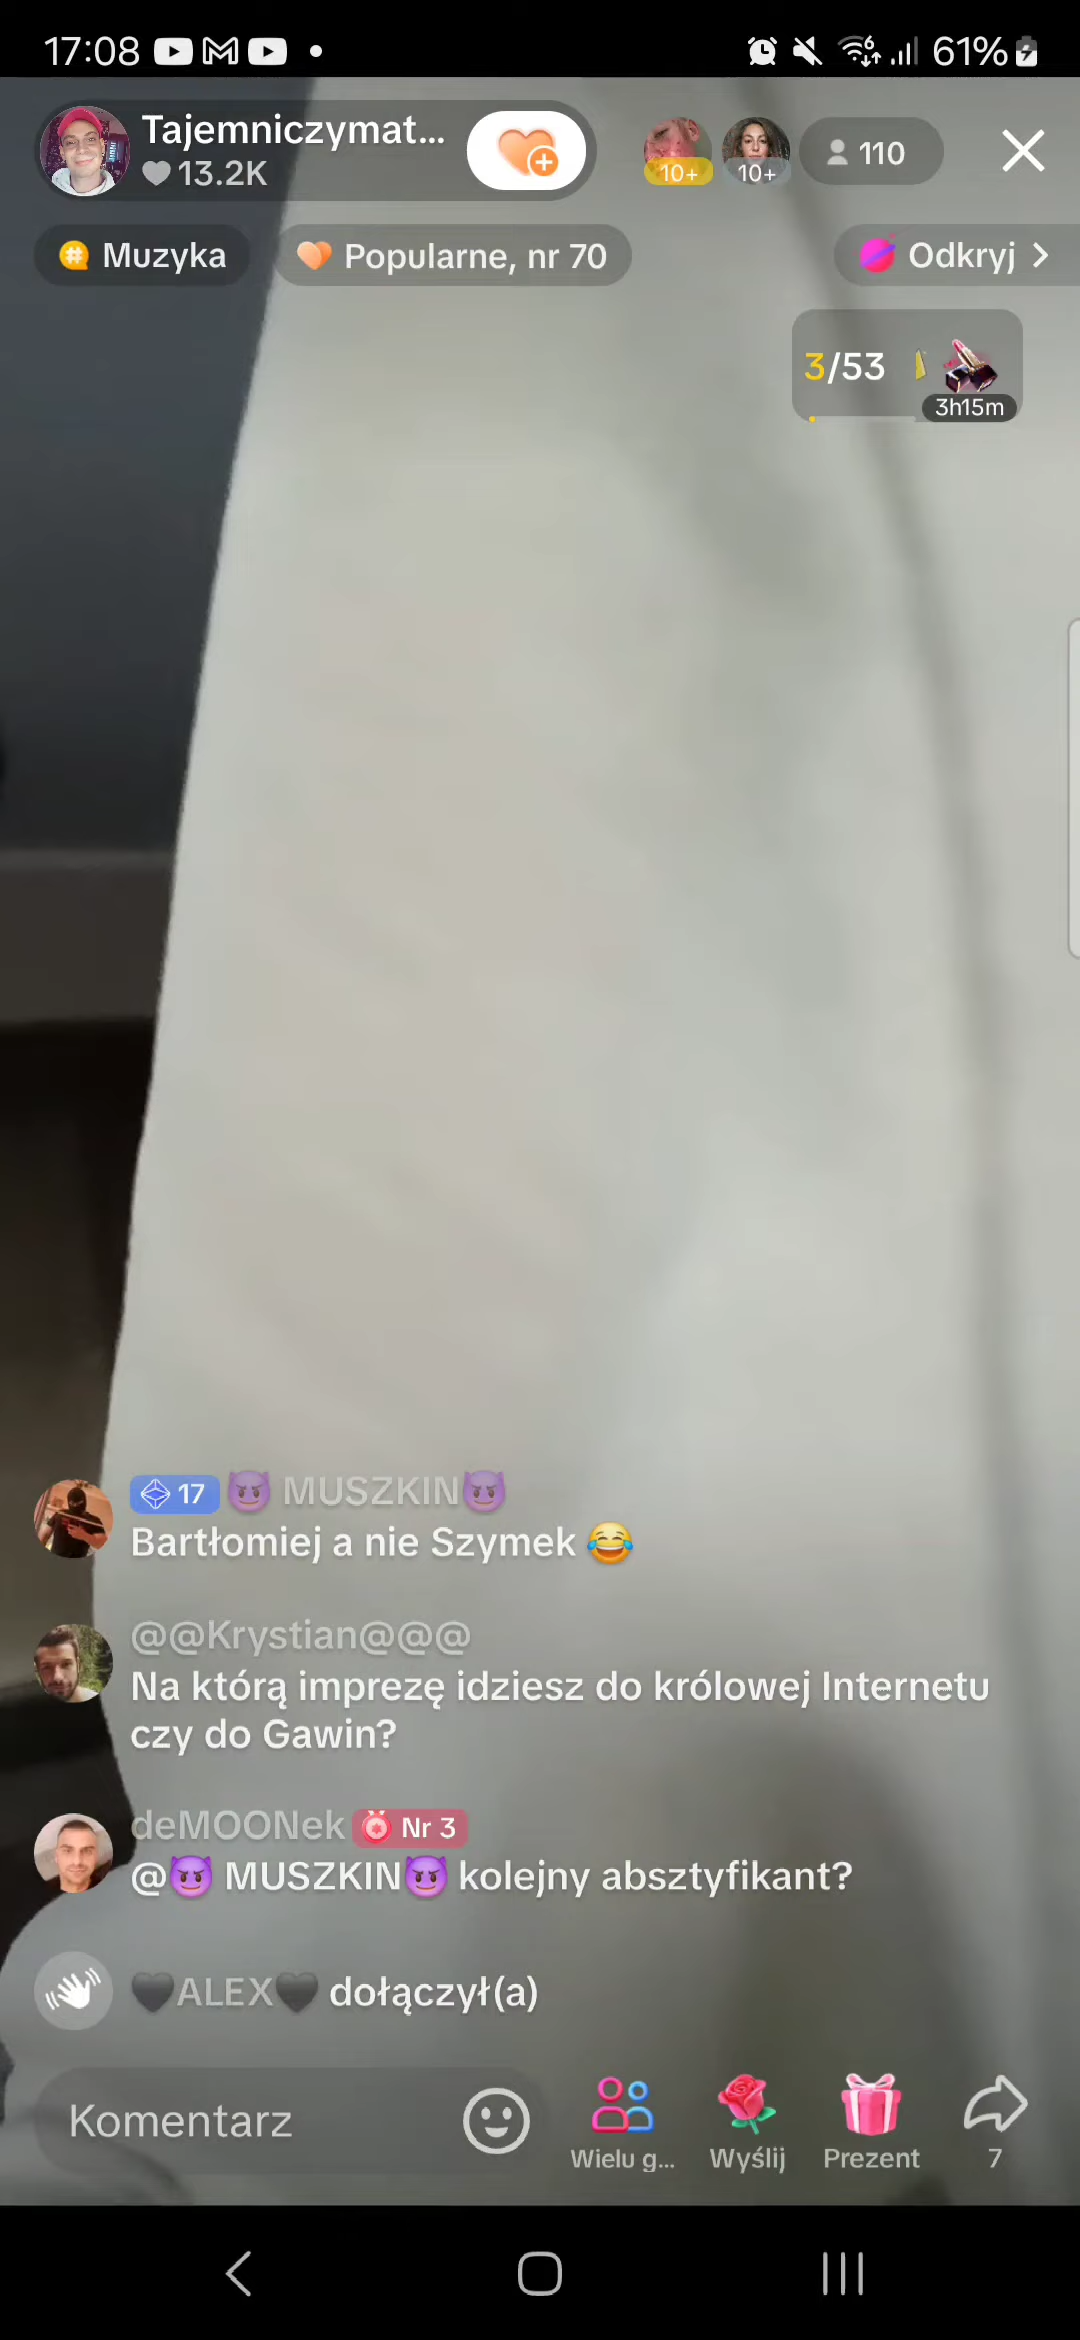 17:08
61%
Tajemniczymat...
13.2K
10+
10+
110
Muzyka
Popularne, nr 70
Odkryj
3/53
3h15m
17 😈 MUSZKIN😈
Bartłomiej a nie Szymek 😂
@@Krystian@@@
Na którą imprezę idziesz do królowej Internetu
czy do Gawin?
deMOONek Nr 3
@😈 MUSZKIN😈 kolejny absztyfikant?
🖤ALEX🖤 dołączył(a)
Komentarz
Wielu g...
Wyślij
Prezent
7